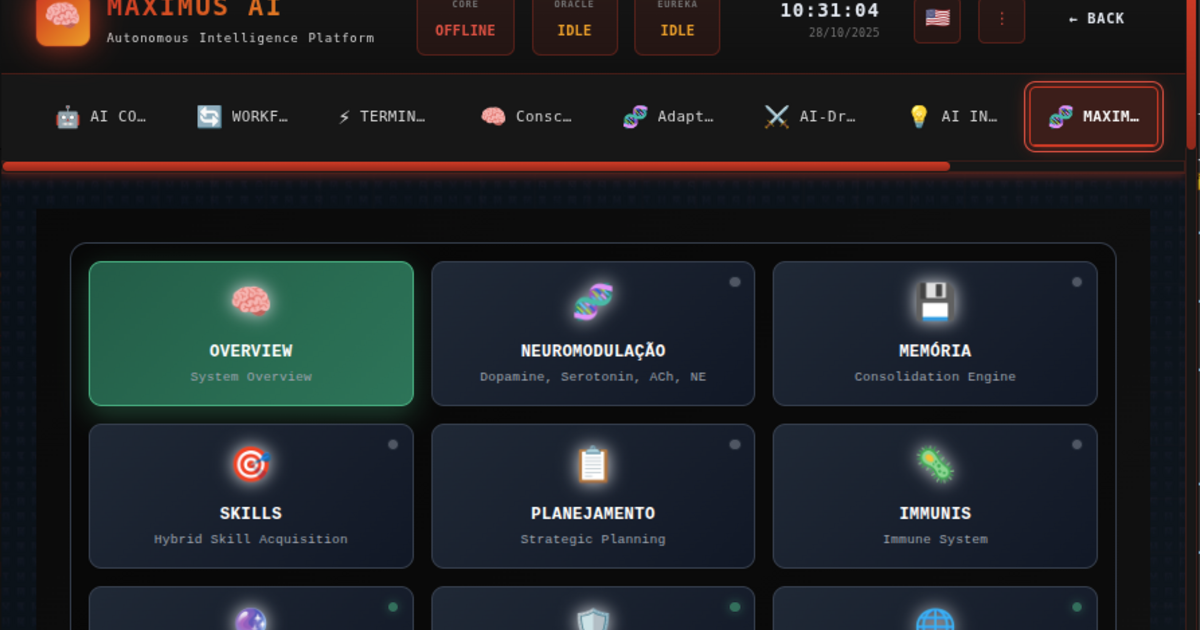 MAXIMUS AI
Autonomous Intelligence Platform
CORE
OFFLINE
ORACLE
IDLE
EUREKA
IDLE
10:31:04
28/10/2025
← BACK
AI CO…
WORKF…
TERMIN…
Consc…
Adapt…
AI-Dr…
AI IN…
MAXIM…
OVERVIEW
System Overview
NEUROMODULAÇÃO
Dopamine, Serotonin, ACh, NE
MEMÓRIA
Consolidation Engine
SKILLS
Hybrid Skill Acquisition
PLANEJAMENTO
Strategic Planning
IMMUNIS
Immune System